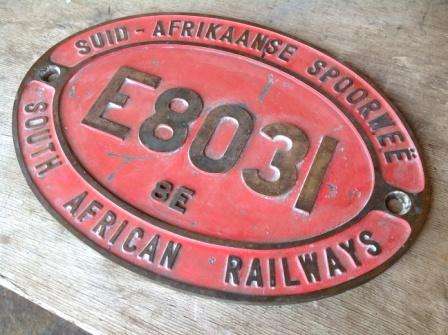 SUID-AFRIKAANSE SPOORWEË
E8031
8E
SOUTH AFRICAN RAILWAYS